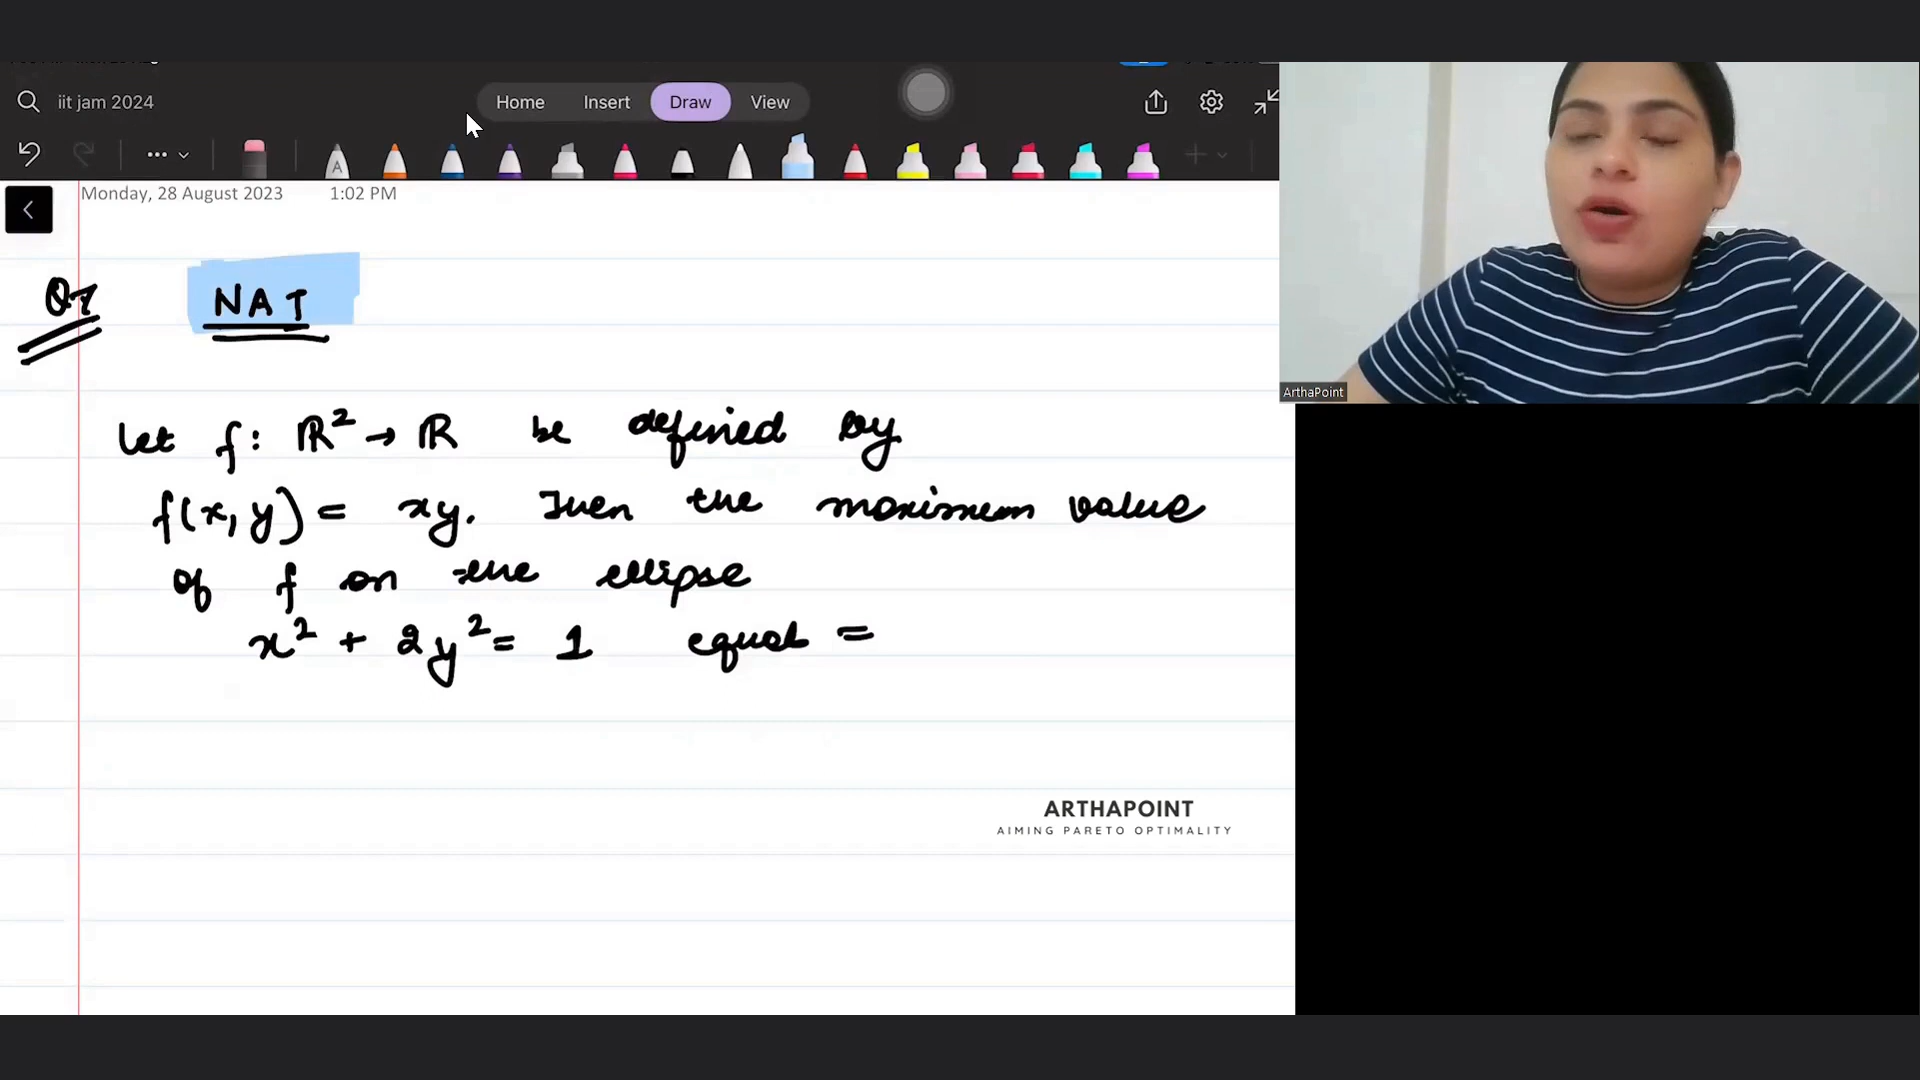 iit jam 2024
Home Insert Draw View
A
Monday, 28 August 2023 1:02 PM
NAT
Let f: ℝ² → ℝ be defined by
f(x, y) = xy. Then the maximum value
of f on the ellipse
x² + 2y² = 1 equal =
ArthaPoint
ARTHAPOINT
AIMING PARETO OPTIMALITY